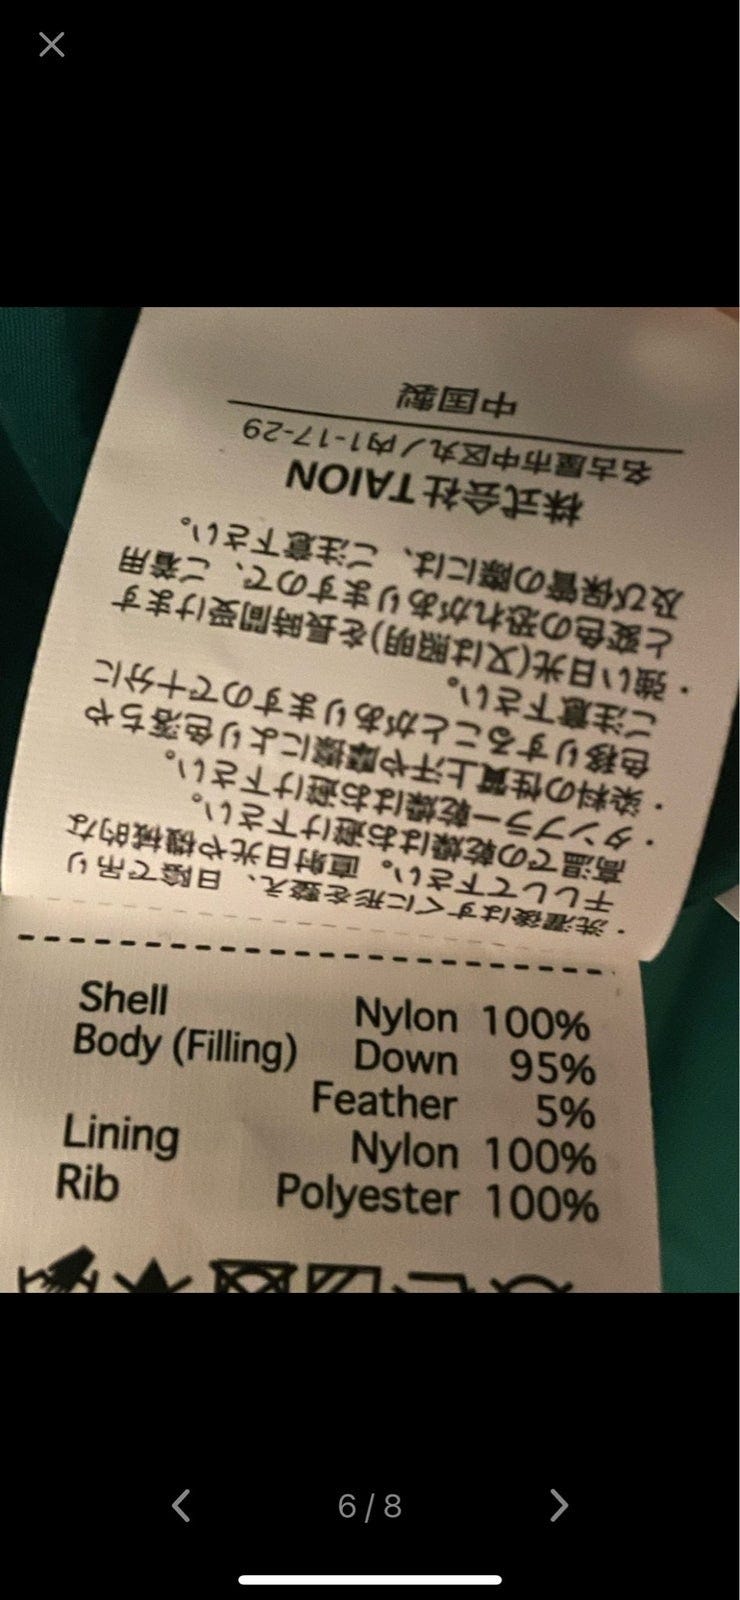 ・洗濯後はすぐに形を整え、日陰で吊り
干しして下さい。直射日光や機械的な
高温での乾燥はお避け下さい。
・タンブラー乾燥はお避け下さい。
・染料の性質上汗や摩擦により色落ちや
色移りすることがありますので十分に
ご注意下さい。
・強い日光(又は照明)を長時間受けます
と変色の恐れがありますので、ご着用
及び保管の際には、ご注意下さい。
株式会社TAION
名古屋市中区丸ノ内1-17-29
中国製
Shell Nylon 100%
Body (Filling) Down 95%
Feather 5%
Lining Nylon 100%
Rib Polyester 100%
6 / 8